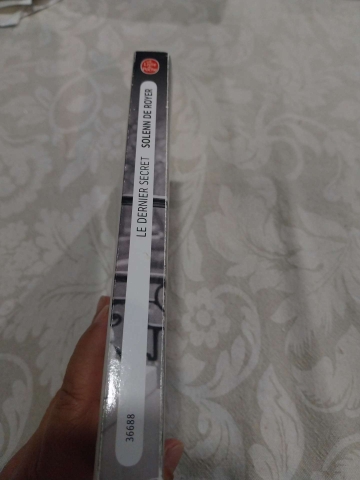 LE DERNIER SECRET SOLENN DE ROYER
36688